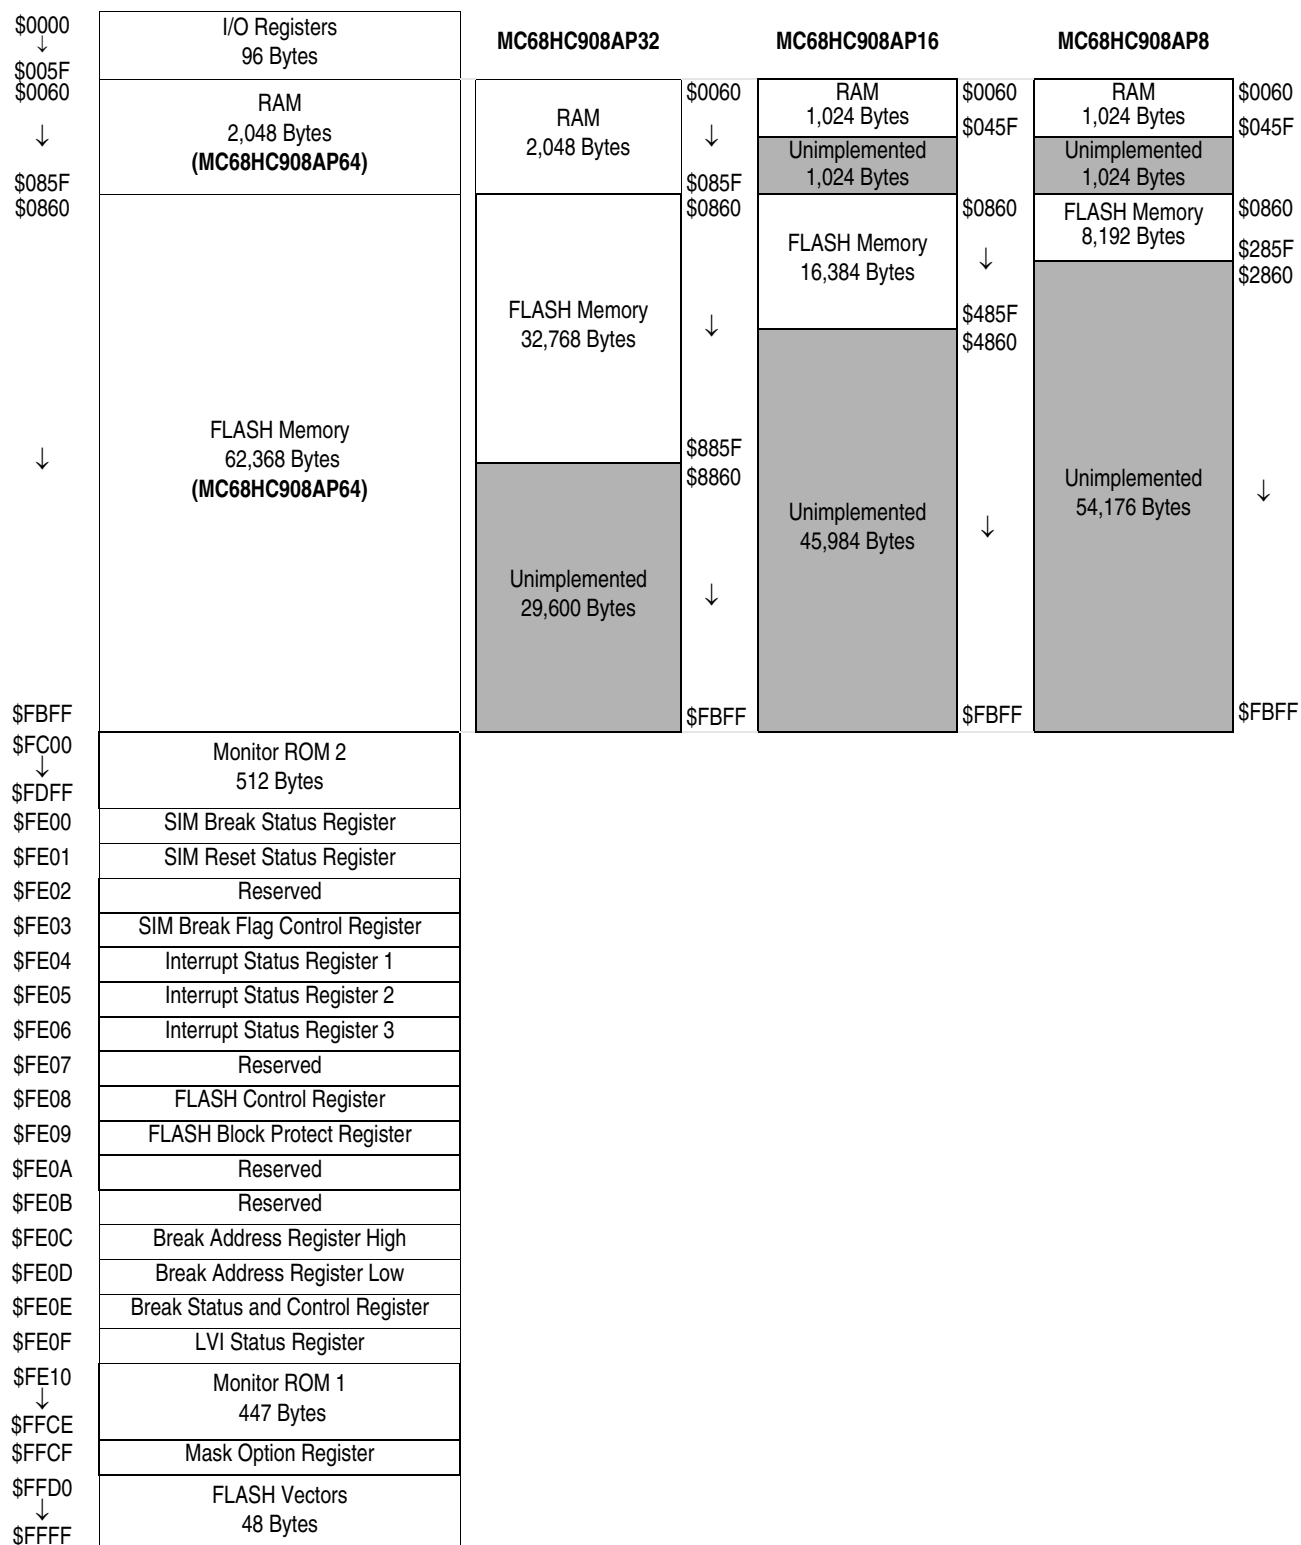 $0000
↓
$005F
I/O Registers
96 Bytes
MC68HC908AP32
MC68HC908AP16
MC68HC908AP8
$0060
↓
$085F
RAM
2,048 Bytes
(MC68HC908AP64)
RAM
2,048 Bytes
$0060
↓
$085F
RAM
1,024 Bytes
$0060
$045F
Unimplemented
1,024 Bytes
RAM
1,024 Bytes
$0060
$045F
Unimplemented
1,024 Bytes
$0860
↓
$FBFF
FLASH Memory
62,368 Bytes
(MC68HC908AP64)
FLASH Memory
32,768 Bytes
$0860
↓
$885F
$8860
Unimplemented
29,600 Bytes
↓
$FBFF
FLASH Memory
16,384 Bytes
$0860
↓
$485F
$4860
Unimplemented
45,984 Bytes
↓
$FBFF
FLASH Memory
8,192 Bytes
$0860
$285F
$2860
Unimplemented
54,176 Bytes
↓
$FBFF
$FC00
↓
$FDFF
Monitor ROM 2
512 Bytes
$FE00 SIM Break Status Register
$FE01 SIM Reset Status Register
$FE02 Reserved
$FE03 SIM Break Flag Control Register
$FE04 Interrupt Status Register 1
$FE05 Interrupt Status Register 2
$FE06 Interrupt Status Register 3
$FE07 Reserved
$FE08 FLASH Control Register
$FE09 FLASH Block Protect Register
$FE0A Reserved
$FE0B Reserved
$FE0C Break Address Register High
$FE0D Break Address Register Low
$FE0E Break Status and Control Register
$FE0F LVI Status Register
$FE10
↓
$FFCE
Monitor ROM 1
447 Bytes
$FFCF Mask Option Register
$FFD0
↓
$FFFF
FLASH Vectors
48 Bytes